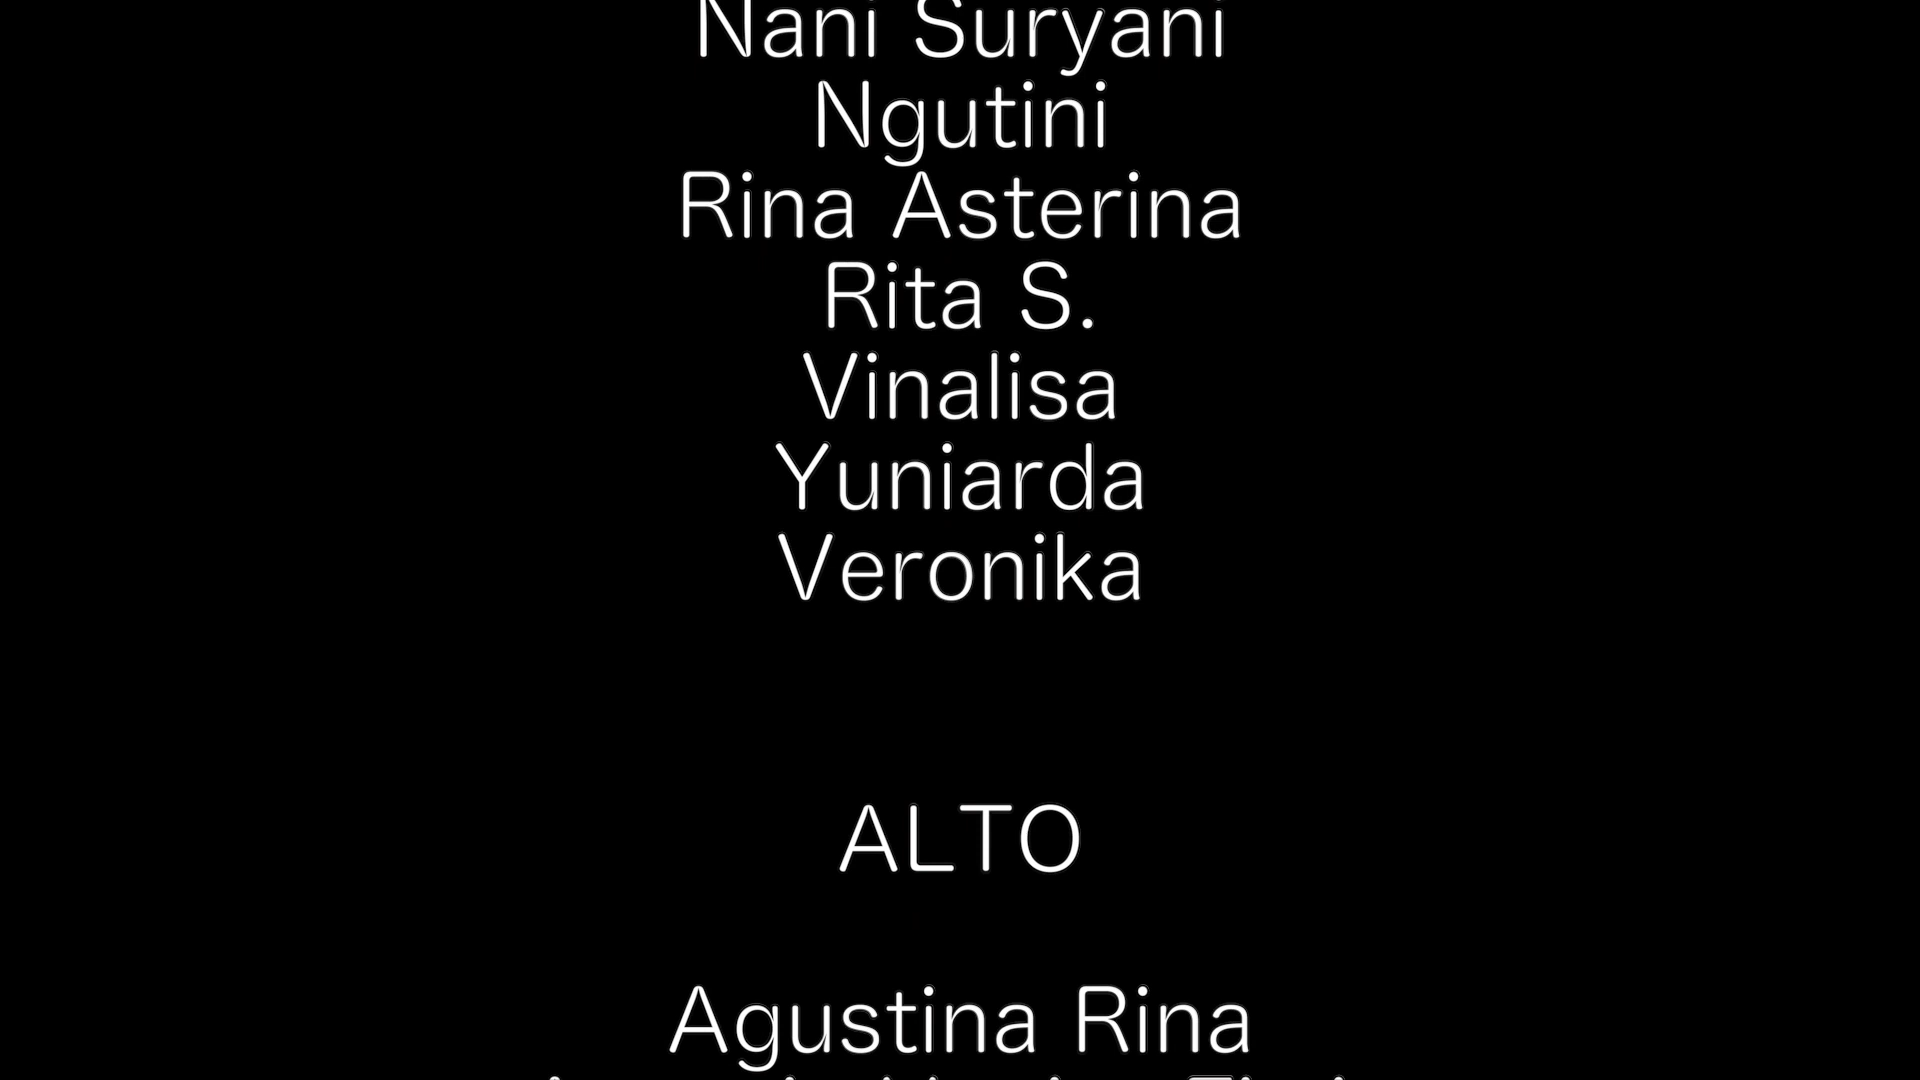 Nani Suryani
Ngutini
Rina Asterina
Rita S.
Vinalisa
Yuniarda
Veronika
ALTO
Agustina Rina